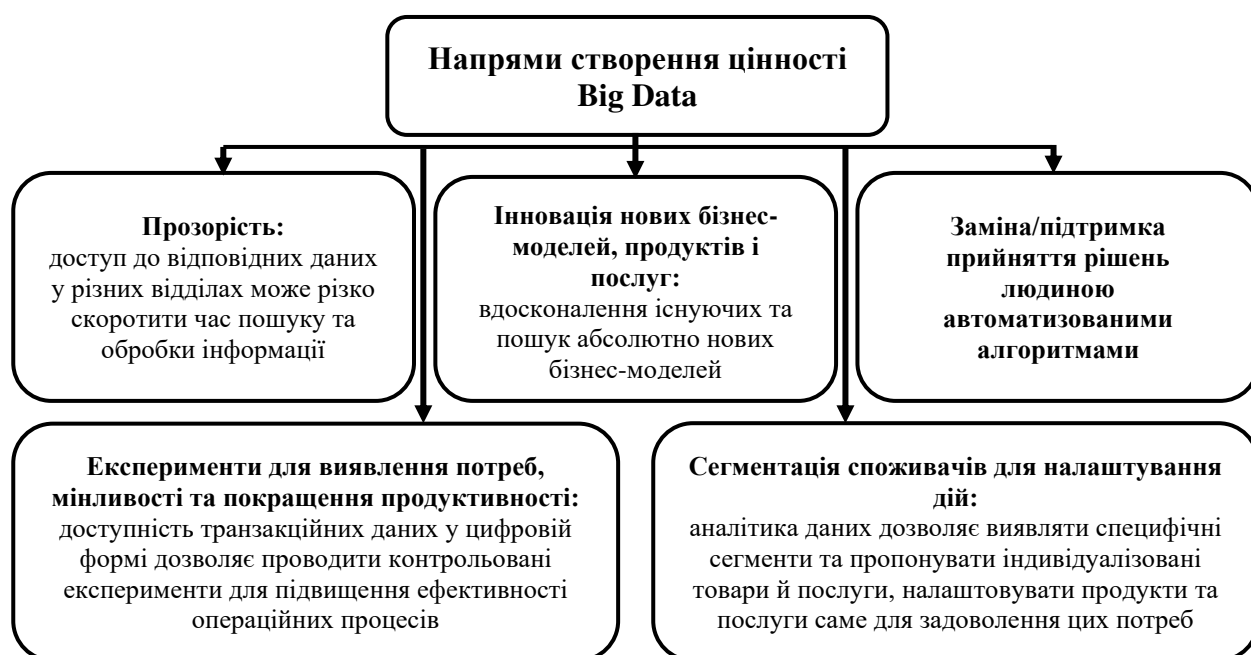 Напрями створення цінності
Big Data
Прозорість:
доступ до відповідних даних
у різних відділах може різко
скоротити час пошуку та
обробки інформації
Інновація нових бізнес-
моделей, продуктів і
послуг:
вдосконалення існуючих та
пошук абсолютно нових
бізнес-моделей
Заміна/підтримка
прийняття рішень
людиною
автоматизованими
алгоритмами
Експерименти для виявлення потреб,
мінливості та покращення продуктивності:
доступність транзакційних даних у цифровій
формі дозволяє проводити контрольовані
експерименти для підвищення ефективності
операційних процесів
Сегментація споживачів для налаштування
дій:
аналітика даних дозволяє виявляти специфічні
сегменти та пропонувати індивідуалізовані
товари й послуги, налаштовувати продукти та
послуги саме для задоволення цих потреб